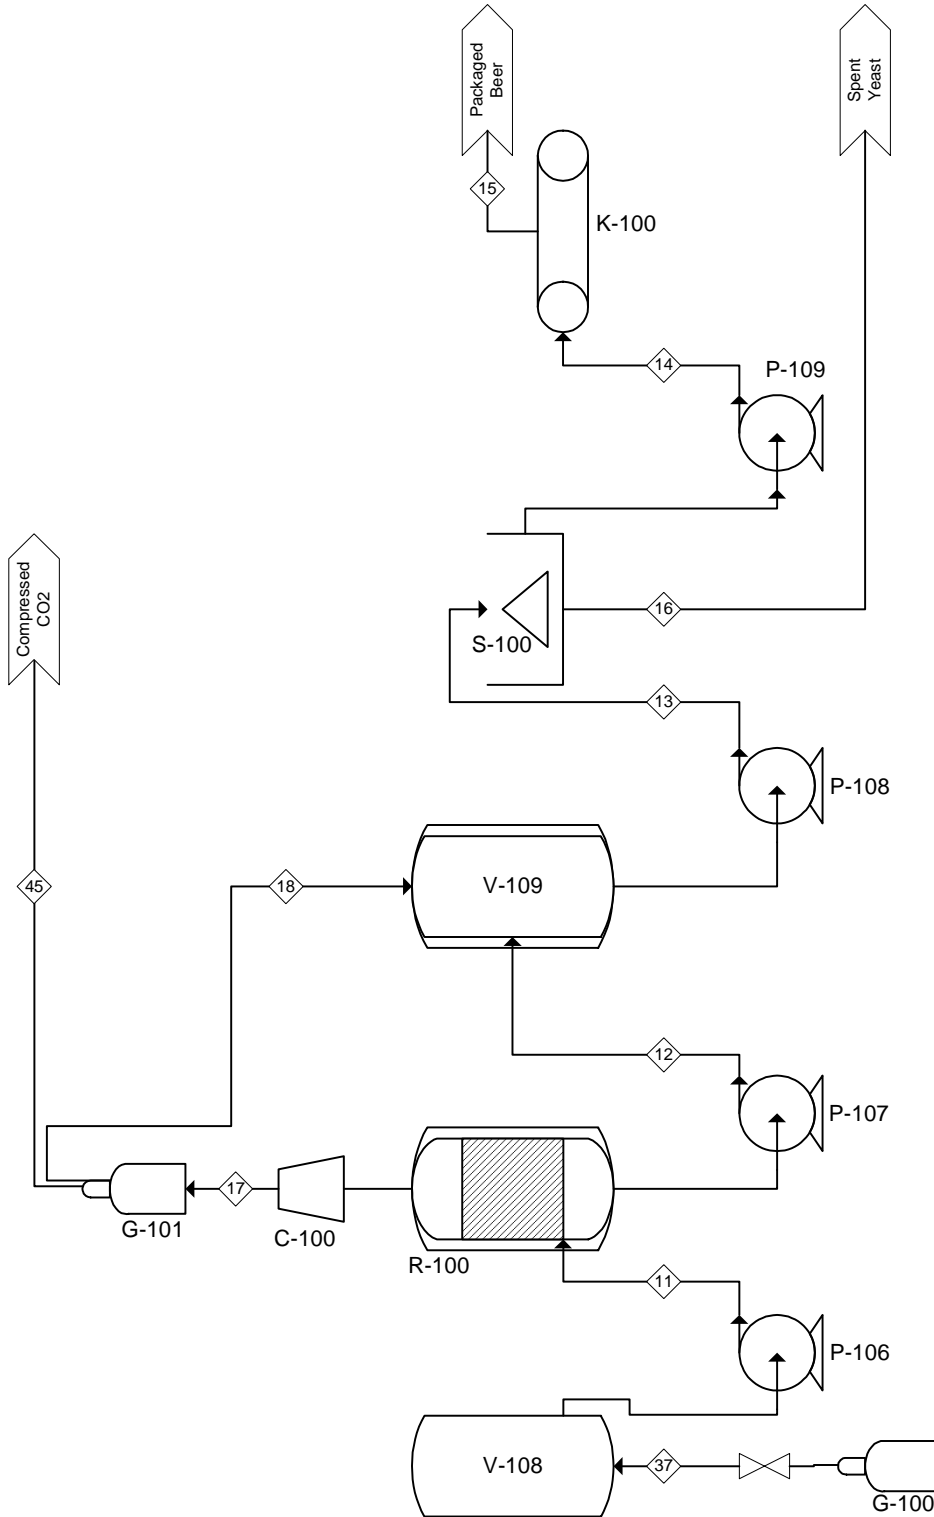 Packaged
Beer
Spent
Yeast
15
K-100
14
P-109
Compressed
CO2
16
S-100
13
P-108
45
18
V-109
12
P-107
17
G-101
C-100
R-100
11
P-106
V-108
37
G-100